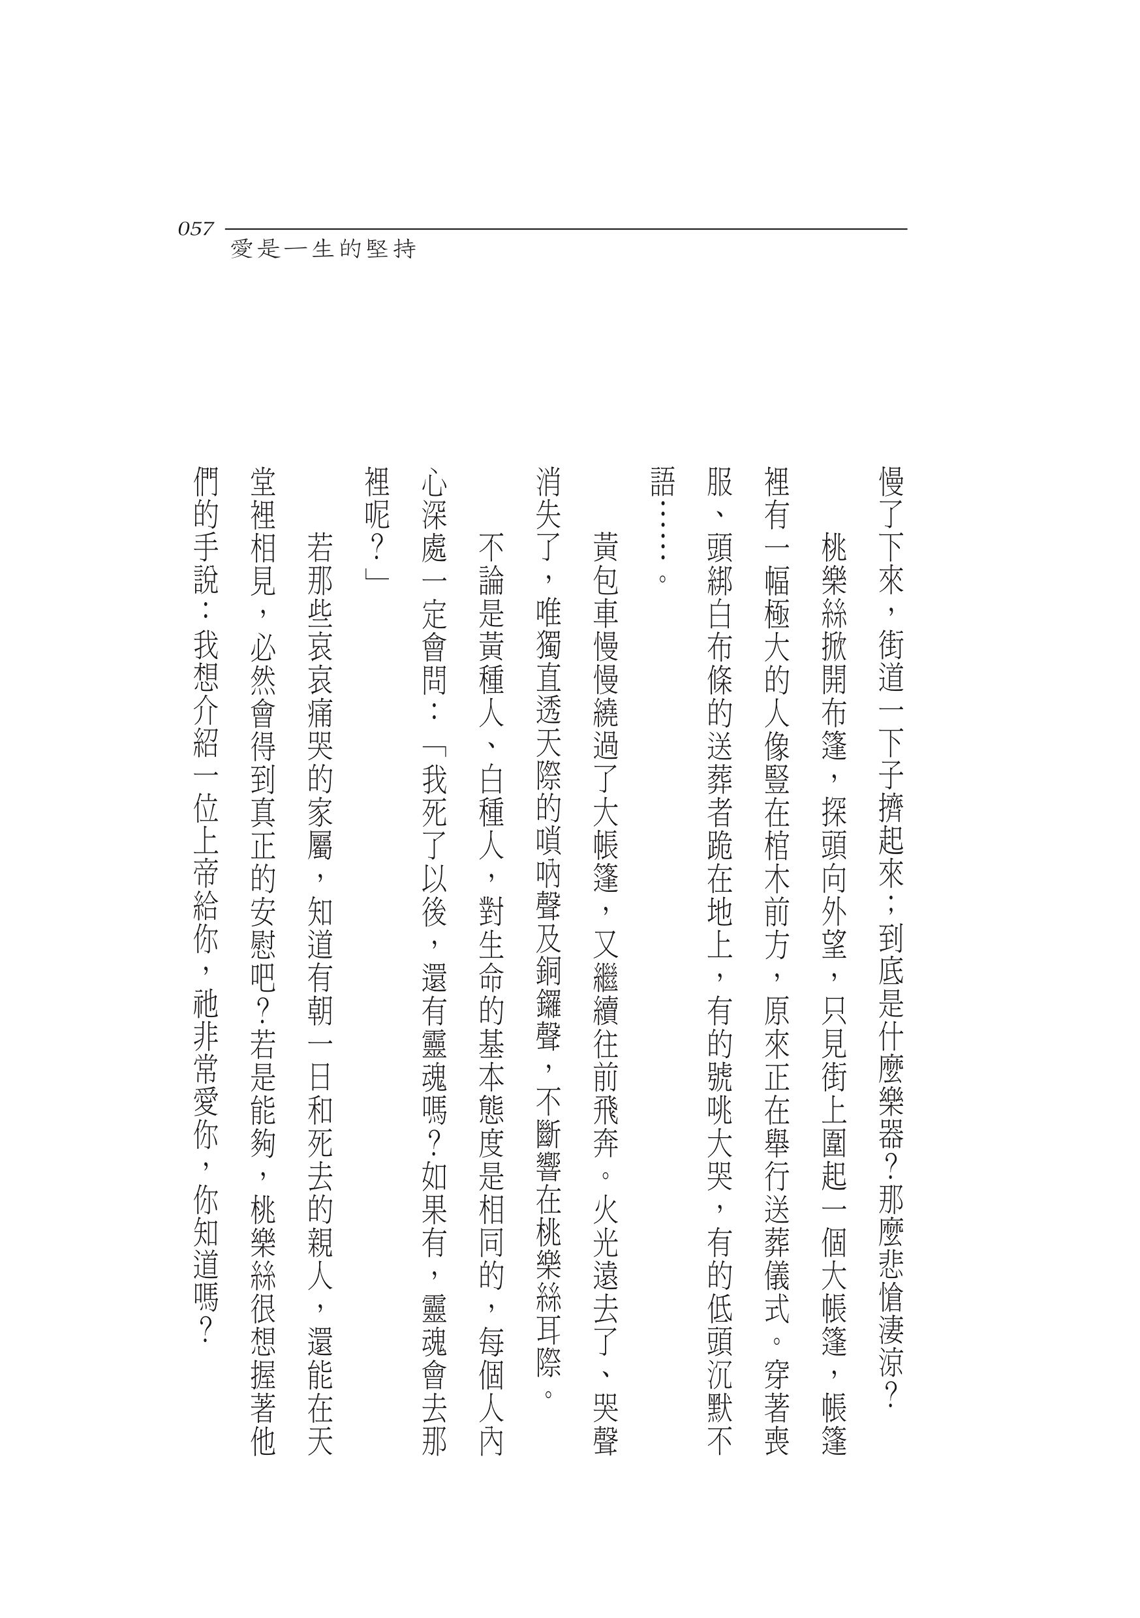 057
愛是一生的堅持
慢了下來，街道一下子擠起來；到底是什麼樂器？那麼悲愴淒涼？
桃樂絲掀開布篷，探頭向外望，只見街上圍起一個大帳篷，帳篷
裡有一幅極大的人像豎在棺木前方，原來正在舉行送葬儀式。穿著喪
服、頭綁白布條的送葬者跪在地上，有的號咷大哭，有的低頭沉默不
語……。
黃包車慢慢繞過了大帳篷，又繼續往前飛奔。火光遠去了、哭聲
消失了，唯獨直透天際的嗩吶聲及銅鑼聲，不斷響在桃樂絲耳際。
不論是黃種人、白種人，對生命的基本態度是相同的，每個人內
心深處一定會問：「我死了以後，還有靈魂嗎？如果有，靈魂會去那
裡呢？」
若那些哀哀痛哭的家屬，知道有朝一日和死去的親人，還能在天
堂裡相見，必然會得到真正的安慰吧？若是能夠，桃樂絲很想握著他
們的手說：我想介紹一位上帝給你，祂非常愛你，你知道嗎？